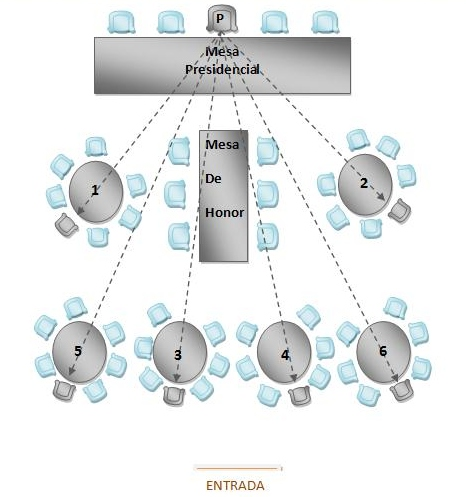 P
Mesa
Presidencial
Mesa
De
Honor
1
2
5
3
4
6
ENTRADA